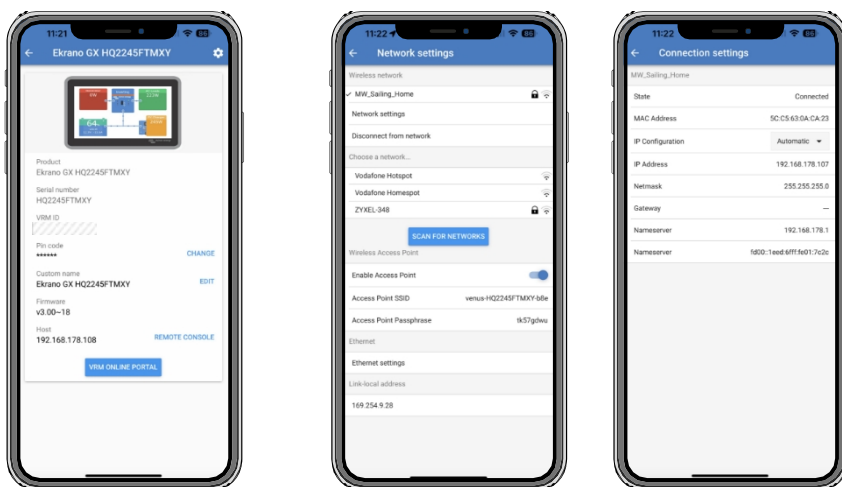 11:21
86
Ekrano GX HQ2245FTMXY
64
Product
Ekrano GX HQ2245FTMXY
Serial number
HQ2245FTMXY
VRM ID
Pin code
****** CHANGE
Custom name
Ekrano GX HQ2245FTMXY EDIT
Firmware
v3.00~18
Host
192.168.178.108 REMOTE CONSOLE
VRM ONLINE PORTAL
11:22
86
Network settings
Wireless network
MW_Sailing_Home
Network settings
Disconnect from network
Choose a network...
Vodafone Hotspot
Vodafone Homespot
ZYXEL-348
SCAN FOR NETWORKS
Wireless Access Point
Enable Access Point
Access Point SSID venus-HQ2245FTMXY-b8e
Access Point Passphrase tk57gdwu
Ethernet
Ethernet settings
Link-local address
169.254.9.28
11:22
86
Connection settings
MW_Sailing_Home
State Connected
MAC Address 5C:C5:63:0A:CA:23
IP Configuration Automatic
IP Address 192.168.178.107
Netmask 255.255.255.0
Gateway —
Nameserver 192.168.178.1
Nameserver fd00::1eed:6fff:fe01:7c2c